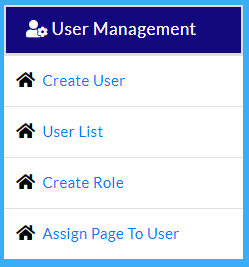 User Management
Create User
User List
Create Role
Assign Page To User